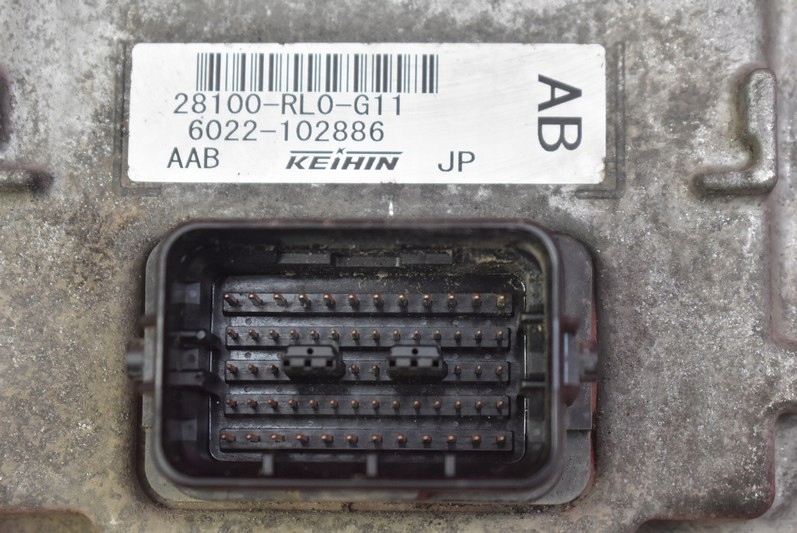 28100-RL0-G11
6022-102886
AAB KEIHIN JP
AB